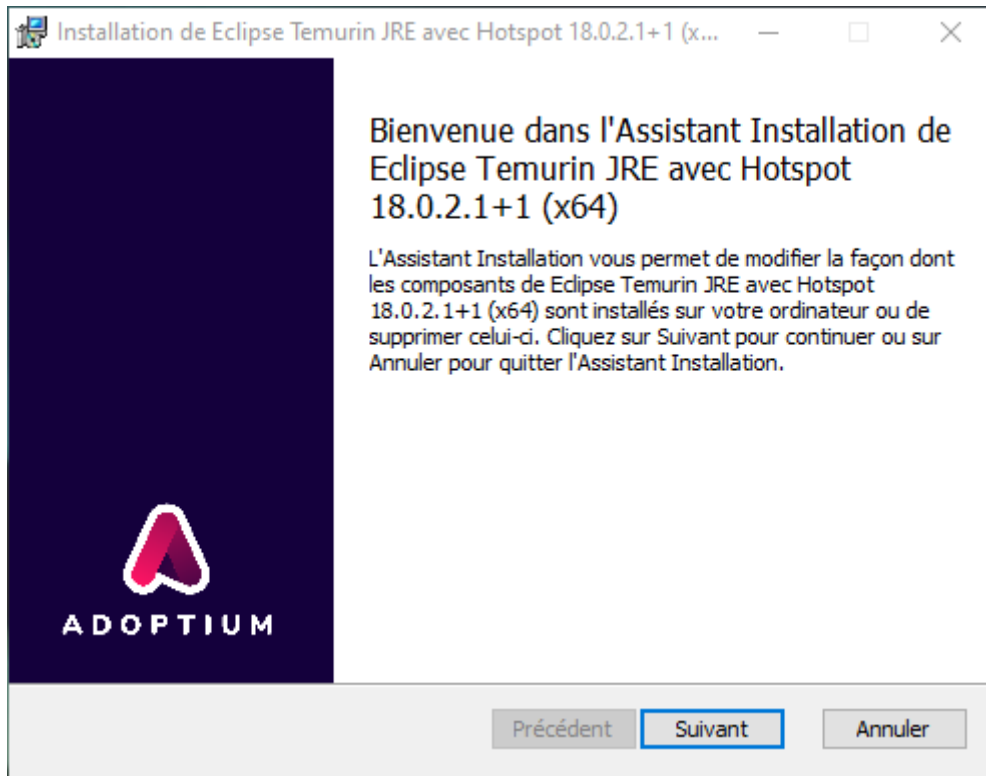 Installation de Eclipse Temurin JRE avec Hotspot 18.0.2.1+1 (x...
Bienvenue dans l'Assistant Installation de
Eclipse Temurin JRE avec Hotspot
18.0.2.1+1 (x64)
L'Assistant Installation vous permet de modifier la façon dont
les composants de Eclipse Temurin JRE avec Hotspot
18.0.2.1+1 (x64) sont installés sur votre ordinateur ou de
supprimer celui-ci. Cliquez sur Suivant pour continuer ou sur
Annuler pour quitter l'Assistant Installation.
ADOPTIUM
Précédent Suivant Annuler